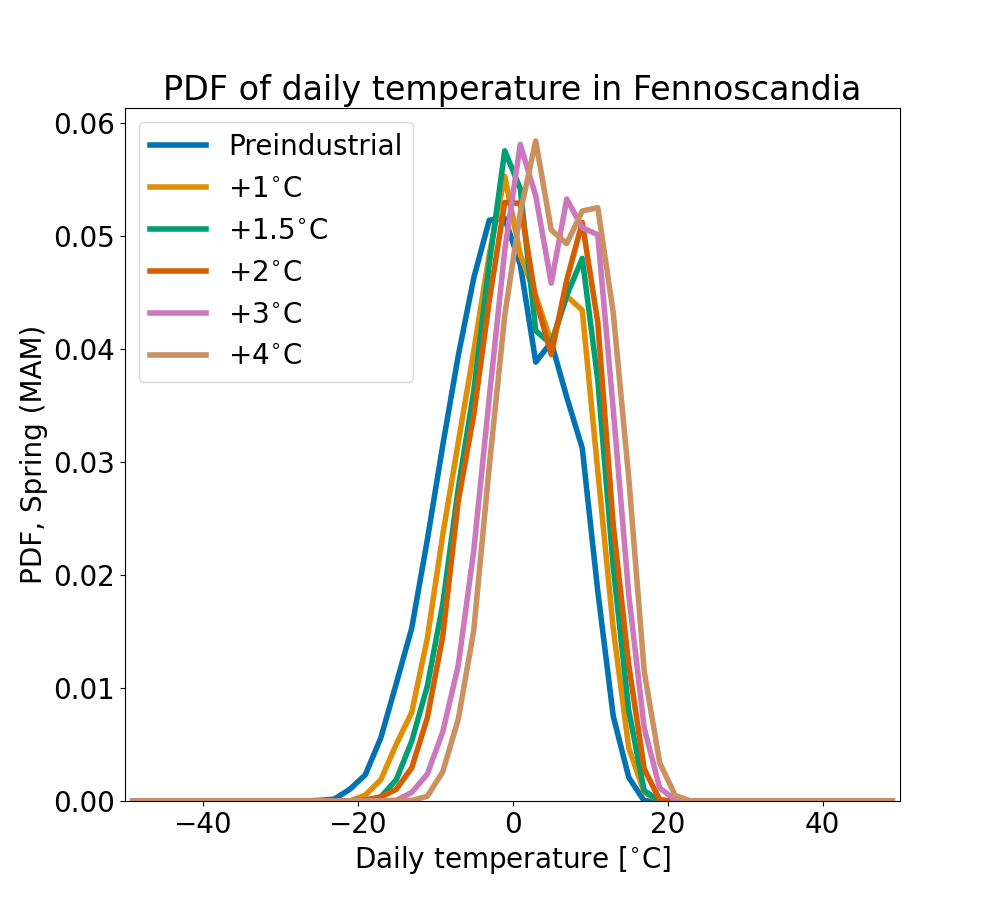 PDF of daily temperature in Fennoscandia
0.06
0.05
0.04
0.03
0.02
0.01
0.00
PDF, Spring (MAM)
Preindustrial
+1°C
+1.5°C
+2°C
+3°C
+4°C
−40
−20
0
20
40
Daily temperature [°C]